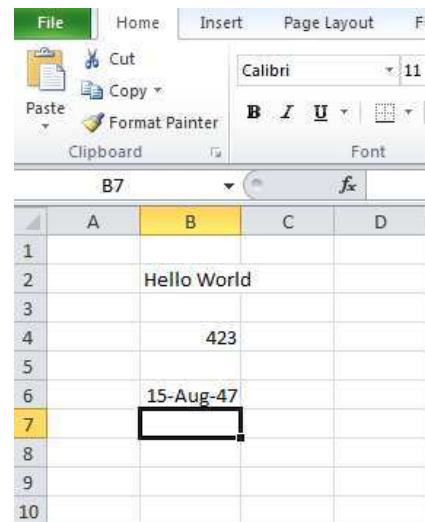 File Home Insert Page Layout F
Cut
Calibri 11
Copy
Paste
Format Painter
B I U
Clipboard Font
B7 fx
A B C D
1
2 Hello World
3
4 423
5
6 15-Aug-47
7
8
9
10